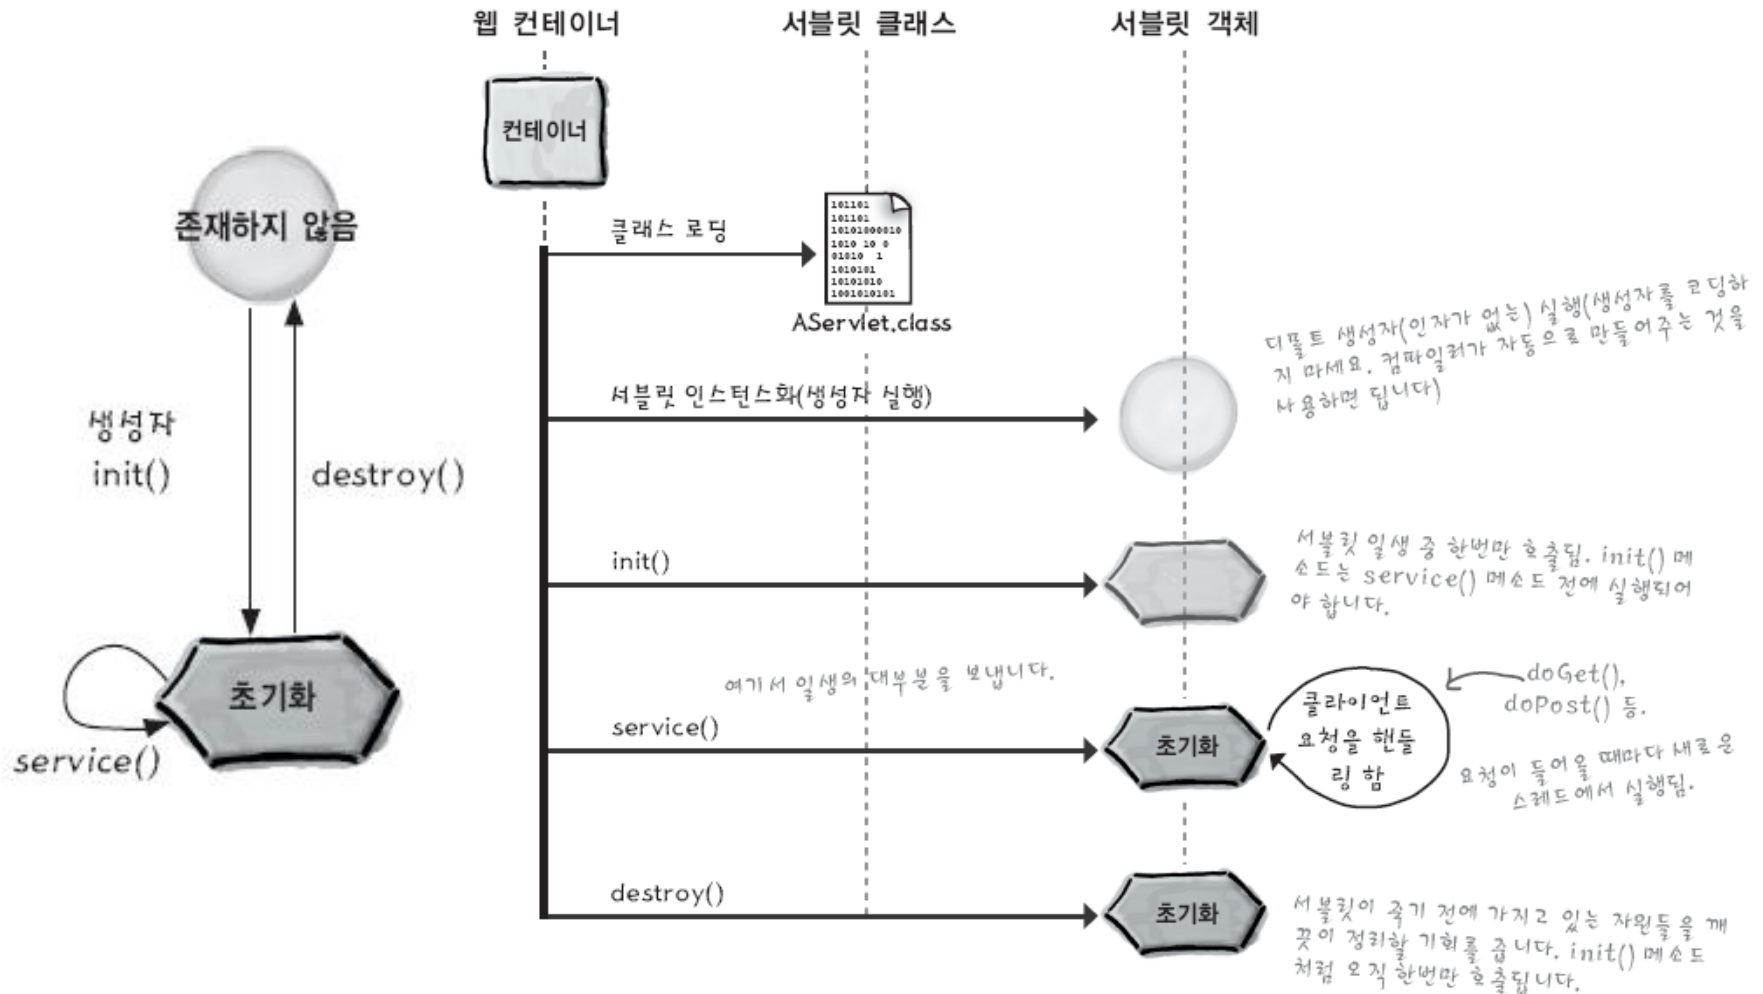 웹 컨테이너
서블릿 클래스
서블릿 객체
컨테이너
존재하지 않음
생성자
init()
destroy()
초기화
service()
클래스 로딩
101101
101101
10101000010
1010 10 0
01010 1
1010101
10101010
1001010101
AServlet.class
서블릿 인스턴스화(생성자 실행)
디폴트 생성자(인자가 없는) 실행(생성자를 코딩하
지 마세요. 컴파일러가 자동으로 만들어주는 것을
사용하면 됩니다)
init()
서블릿 일생 중 한번만 호출됨. init() 메
소드는 service() 메소드 전에 실행되어
야 합니다.
여기서 일생의 대부분을 보냅니다.
service()
초기화
클라이언트
요청을 핸들
링 함
doGet(),
doPost() 등.
요청이 들어올 때마다 새로운
스레드에서 실행됨.
destroy()
초기화
서블릿이 죽기 전에 가지고 있는 자원들을 깨
끗이 정리할 기회를 줍니다. init() 메소드
처럼 오직 한번만 호출됩니다.